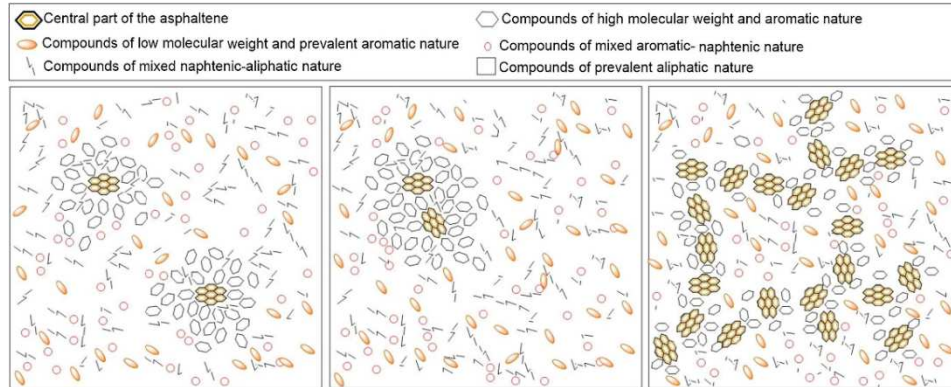 Central part of the asphaltene
Compounds of high molecular weight and aromatic nature
Compounds of low molecular weight and prevalent aromatic nature
Compounds of mixed aromatic- naphtenic nature
Compounds of mixed naphtenic-aliphatic nature
Compounds of prevalent aliphatic nature